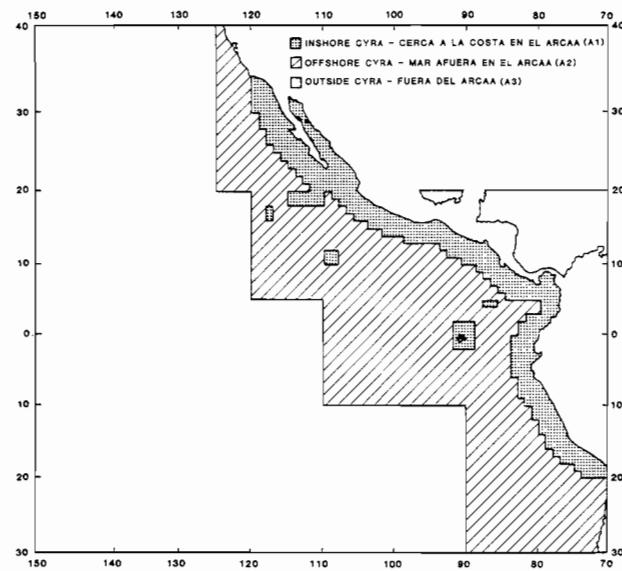 150 140 130 120 110 100 90 80 70
40 40
INSHORE CYRA - CERCA A LA COSTA EN EL ARCAA (A1)
OFFSHORE CYRA - MAR AFUERA EN EL ARCAA (A2)
OUTSIDE CYRA - FUERA DEL ARCAA (A3)
30 30
20 20
10 10
0 0
10 10
20 20
30 30
150 140 130 120 110 100 90 80 70